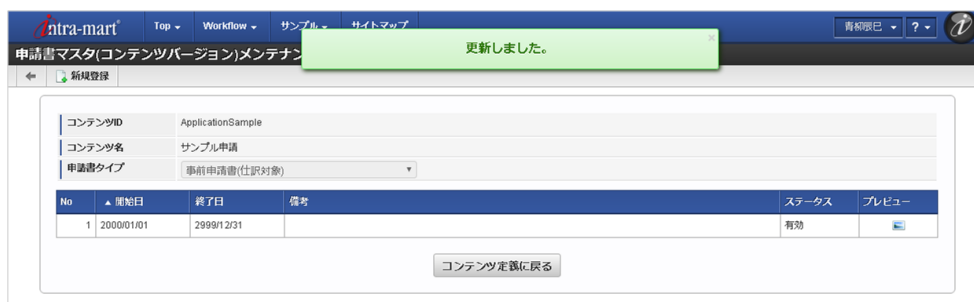 intra-mart® Top Workflow サンプル サイトマップ 青柳辰巳 ?
更新しました。 ×
申請書マスタ(コンテンツバージョン)メンテナン
新規登録
コンテンツID ApplicationSample
コンテンツ名 サンプル申請
申請書タイプ 事前申請書(仕訳対象)
No ▲ 開始日 終了日 備考 ステータス プレビュー
1 2000/01/01 2999/12/31 有効
コンテンツ定義に戻る